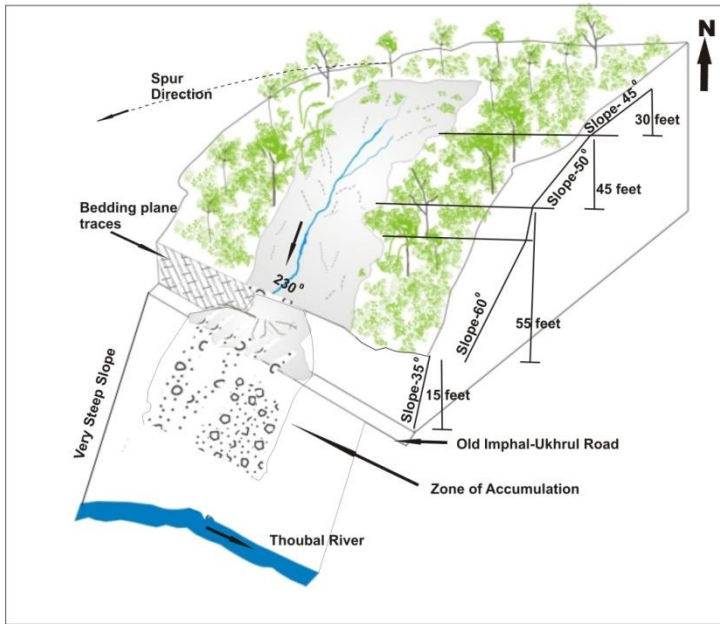 N
Spur
Direction
Slope- 45°
30 feet
Slope-50°
45 feet
Bedding plane
traces
230°
Slope-60°
55 feet
Slope-35°
15 feet
Very Steep Slope
Old Imphal-Ukhrul Road
Zone of Accumulation
Thoubal River